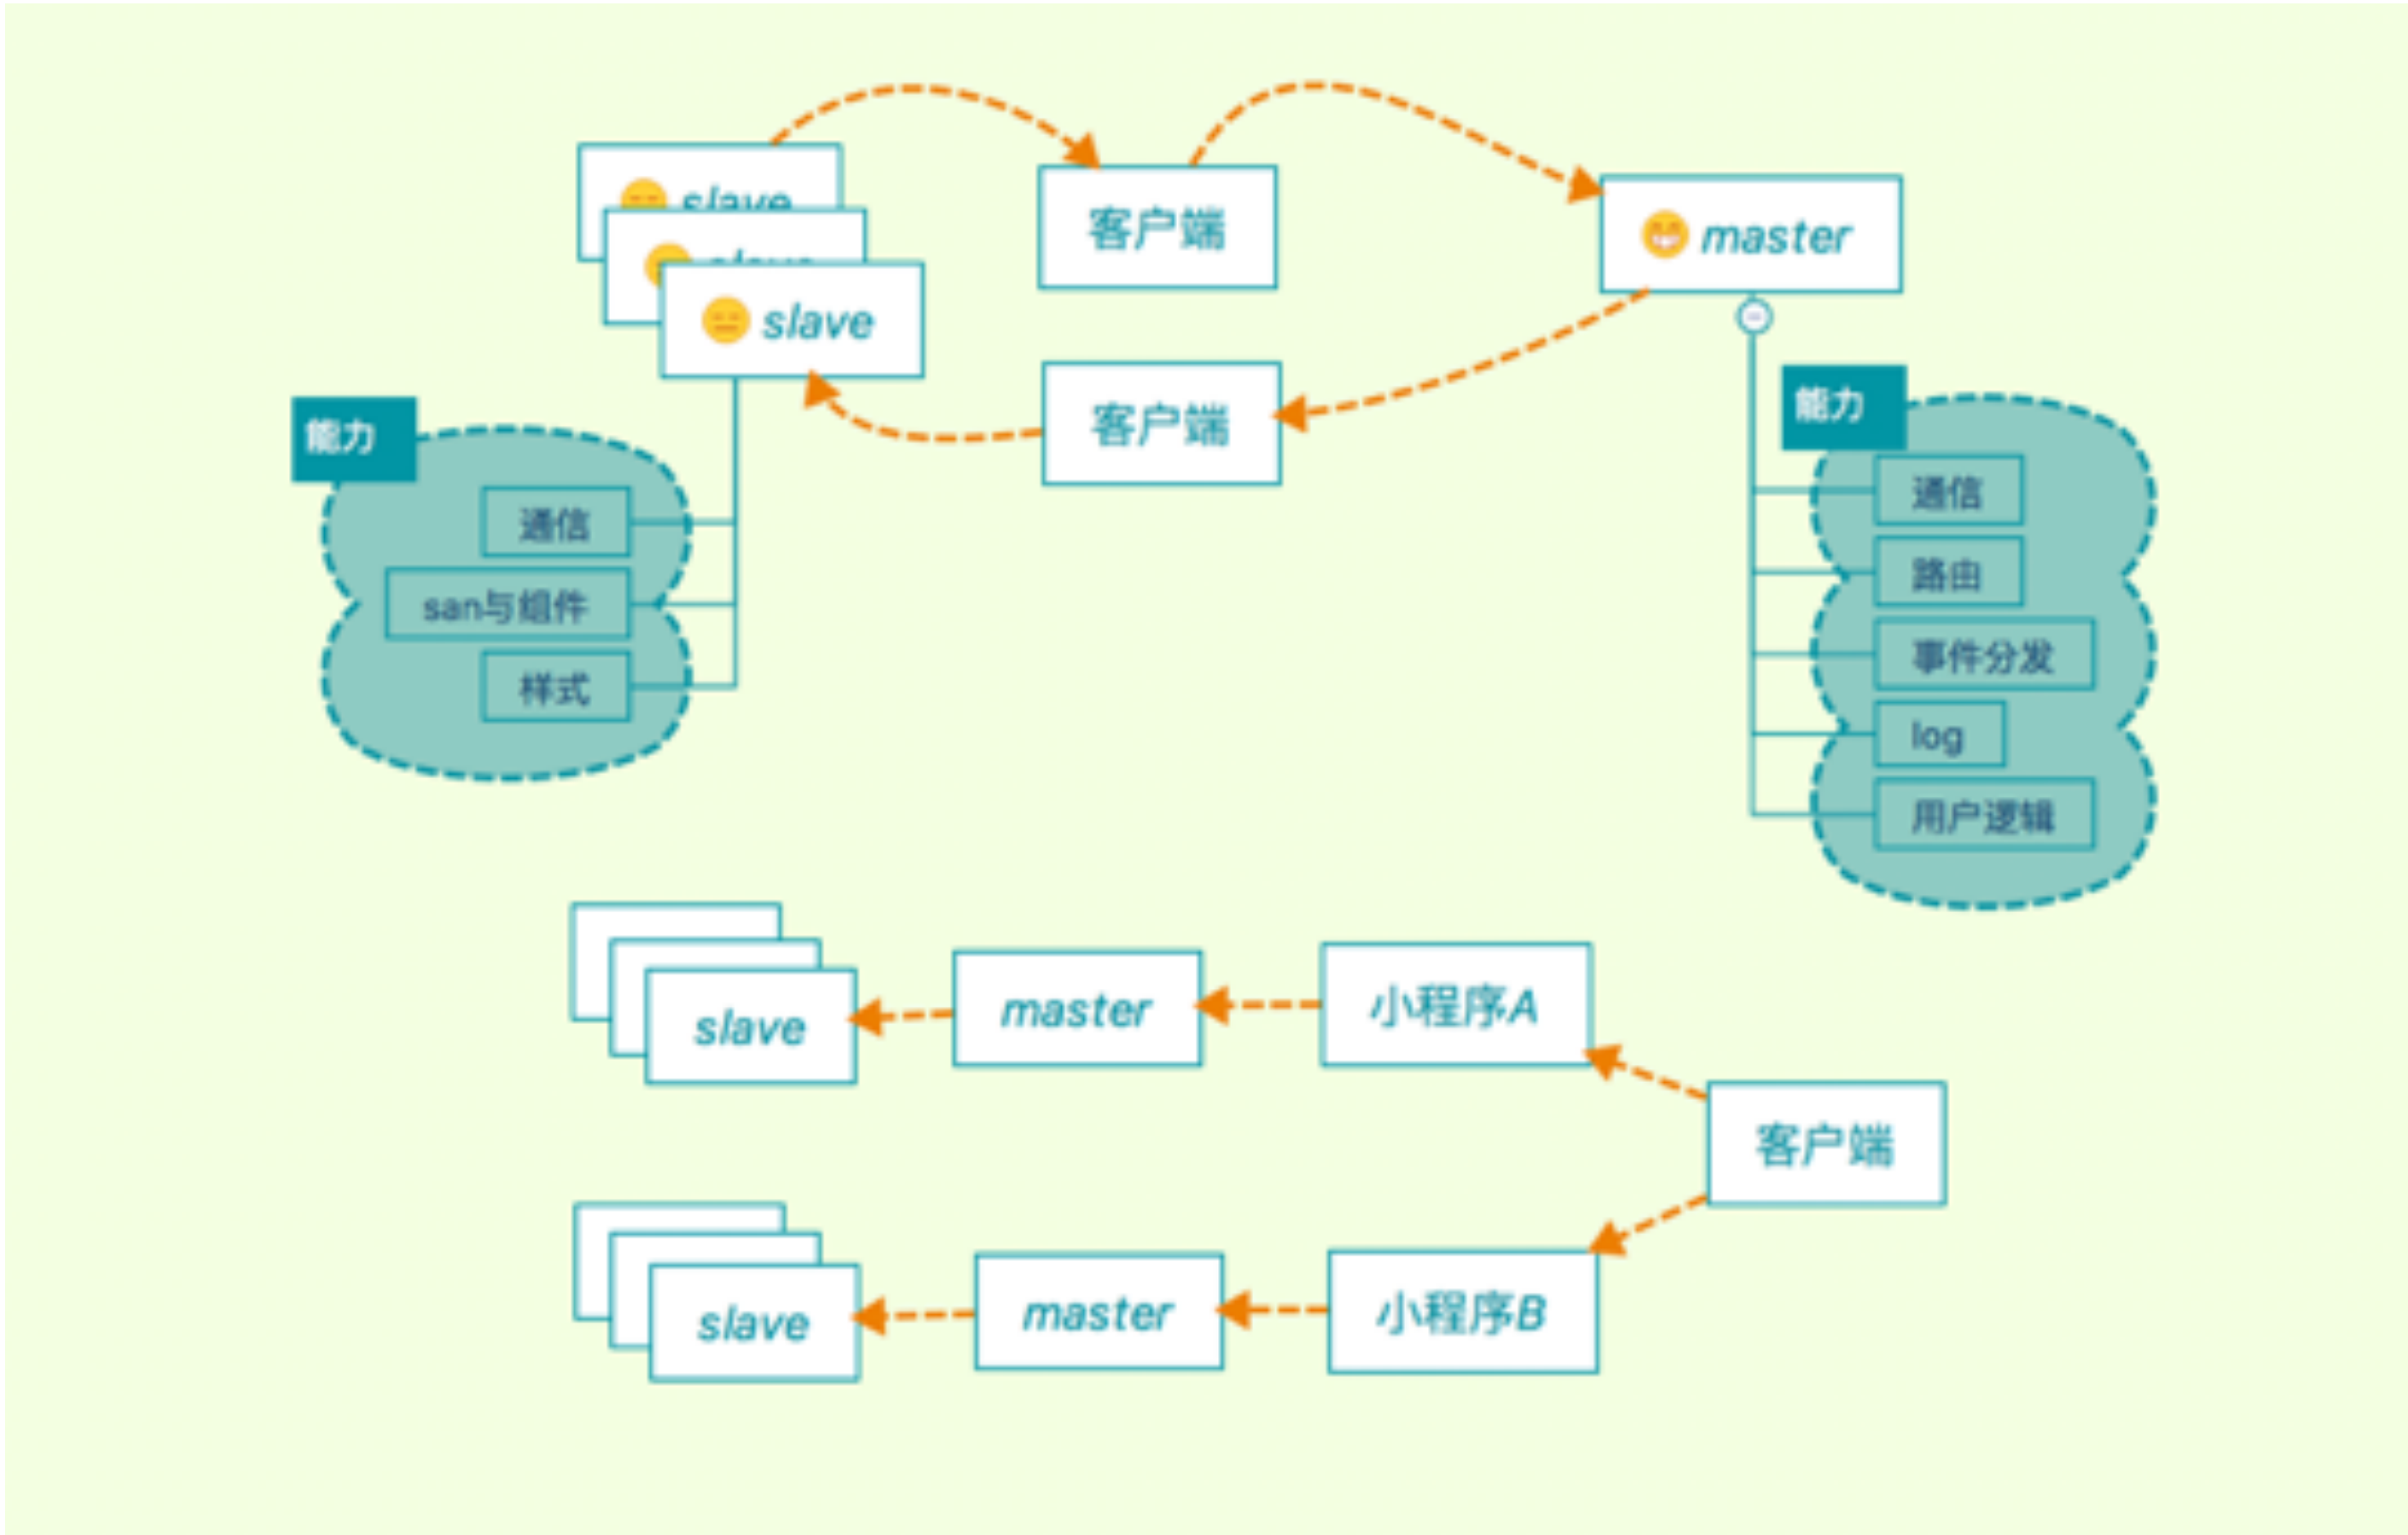 slave
slave
slave
客户端
master
客户端
能力
通信
san与组件
样式
能力
通信
路由
事件分发
log
用户逻辑
slave
master
小程序A
客户端
slave
master
小程序B